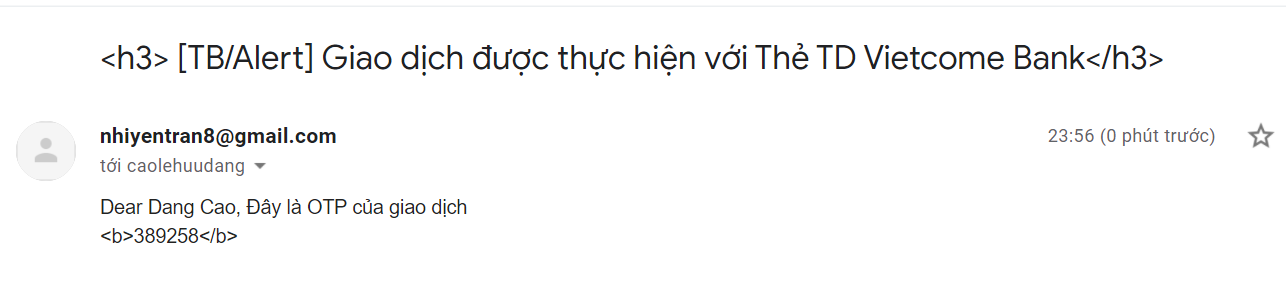 <h3> [TB/Alert] Giao dịch được thực hiện với Thẻ TD Vietcome Bank</h3>
nhiyentran8@gmail.com 23:56 (0 phút trước)
tới caolehuudang
Dear Dang Cao, Đây là OTP của giao dịch
<b>389258</b>